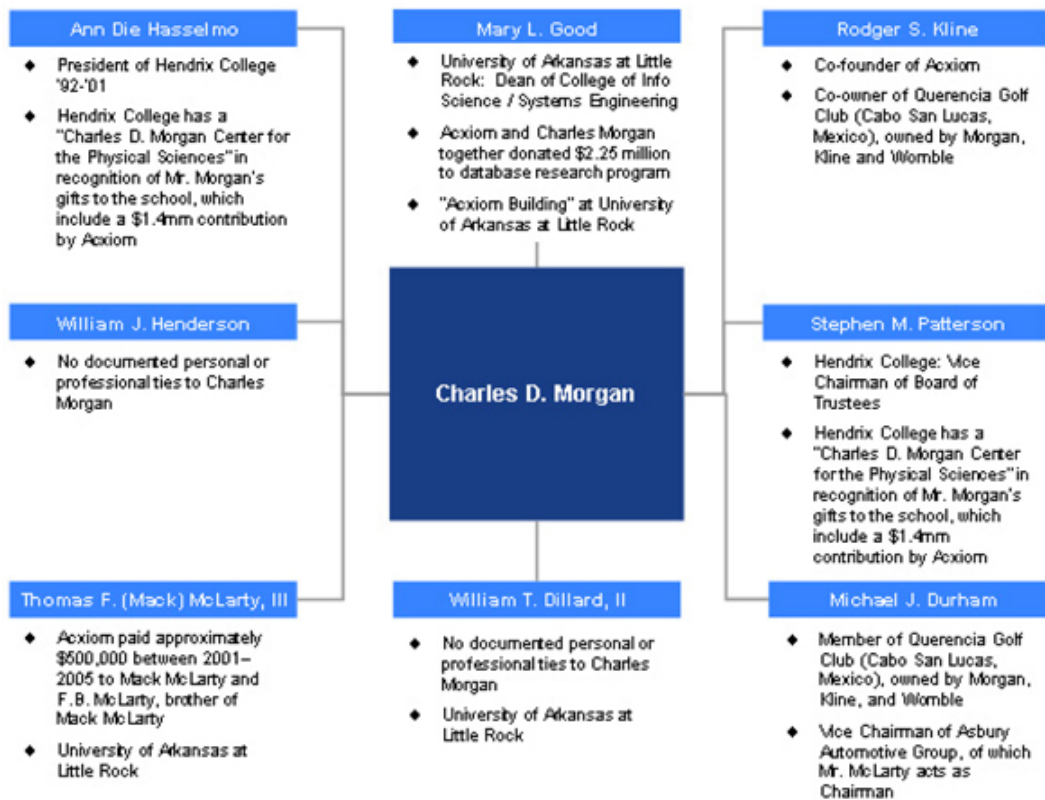 Ann Die Hasselmo
◆ President of Hendrix College
'92-'01
◆ Hendrix College has a
"Charles D. Morgan Center for
the Physical Sciences" in
recognition of Mr. Morgan's
gifts to the school, which
include a $1.4mm contribution
by Acxiom
Mary L. Good
◆ University of Arkansas at Little
Rock: Dean of College of Info
Science / Systems Engineering
◆ Acxiom and Charles Morgan
together donated $2.25 million
to database research program
◆ "Acxiom Building" at University
of Arkansas at Little Rock
Rodger S. Kline
◆ Co-founder of Acxiom
◆ Co-owner of Querencia Golf
Club (Cabo San Lucas,
Mexico), owned by Morgan,
Kline and Womble
William J. Henderson
◆ No documented personal or
professional ties to Charles
Morgan
Charles D. Morgan
Stephen M. Patterson
◆ Hendrix College: Vice
Chairman of Board of
Trustees
◆ Hendrix College has a
"Charles D. Morgan Center
for the Physical Sciences" in
recognition of Mr. Morgan's
gifts to the school, which
include a $1.4mm
contribution by Acxiom
Thomas F. (Mack) McLarty, III
◆ Acxiom paid approximately
$500,000 between 2001–
2005 to Mack McLarty and
F.B. McLarty, brother of
Mack McLarty
◆ University of Arkansas at
Little Rock
William T. Dillard, II
◆ No documented personal or
professional ties to Charles
Morgan
◆ University of Arkansas at
Little Rock
Michael J. Durham
◆ Member of Querencia Golf
Club (Cabo San Lucas,
Mexico), owned by Morgan,
Kline, and Womble
◆ Vice Chairman of Asbury
Automotive Group, of which
Mr. McLarty acts as
Chairman